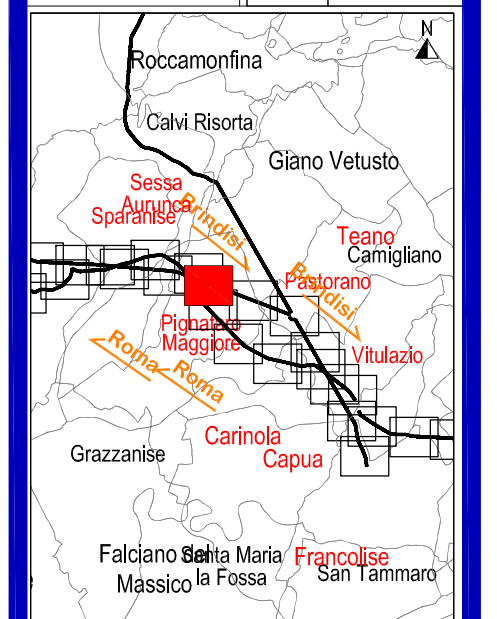 N
Roccamonfina
Calvi Risorta
Giano Vetusto
Sessa
Aurunca
Sparanise
Brindisi
Teano
Camigliano
Brindisi
Pastorano
Pignataro
Maggiore
Roma
Roma
Vitulazio
Carinola
Capua
Grazzanise
Falciano del
Massico
Santa Maria
la Fossa
Francolise
San Tammaro